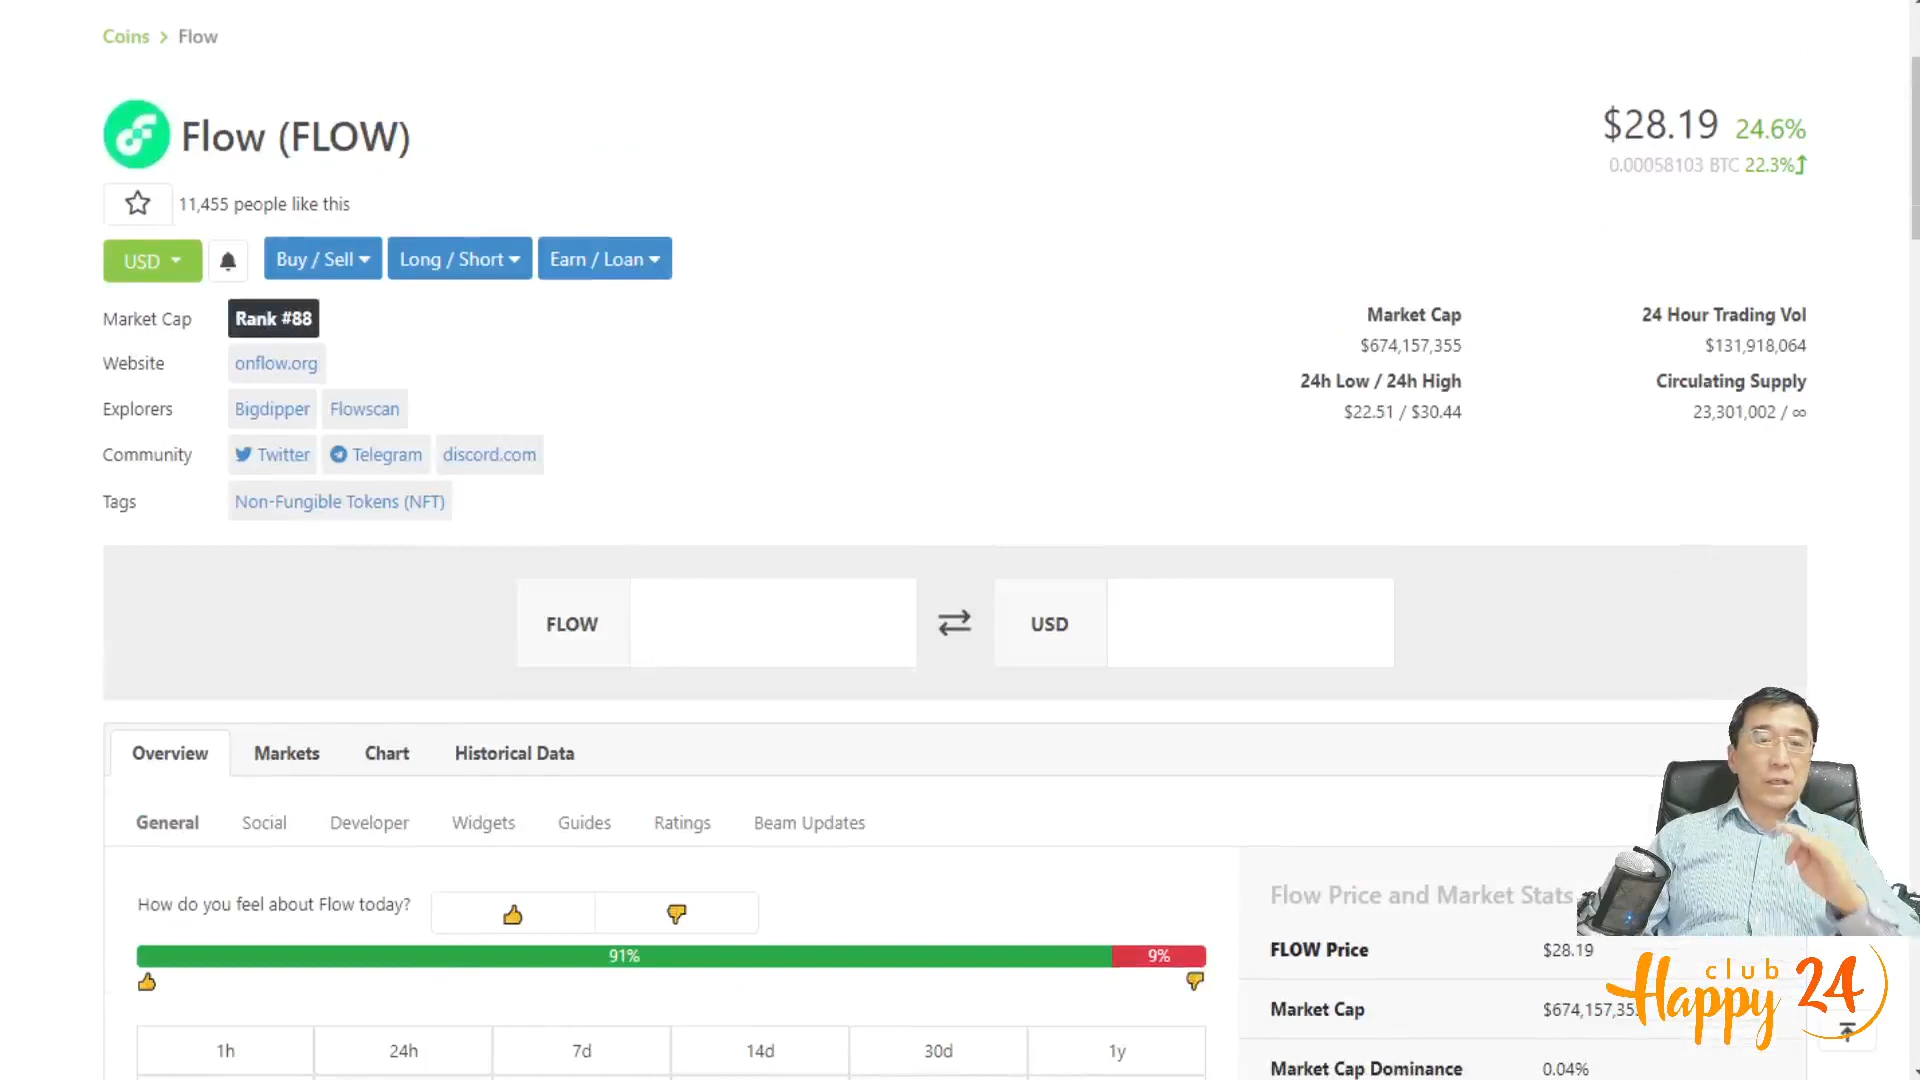 Coins > Flow
Flow (FLOW)
$28.19 24.6%
0.00058103 BTC 22.3%
11,455 people like this
USD
Buy / Sell
Long / Short
Earn / Loan
Market Cap Rank #88
Website onflow.org
Explorers Bigdipper Flowscan
Community Twitter Telegram discord.com
Tags Non-Fungible Tokens (NFT)
Market Cap
$674,157,355
24 Hour Trading Vol
$131,918,064
24h Low / 24h High
$22.51 / $30.44
Circulating Supply
23,301,002 / ∞
FLOW
USD
Overview Markets Chart Historical Data
General Social Developer Widgets Guides Ratings Beam Updates
How do you feel about Flow today?
91% 9%
1h 24h 7d 14d 30d 1y
Flow Price and Market Stats
FLOW Price $28.19
Market Cap $674,157,35
Market Cap Dominance 0.04%
club
Happy 24